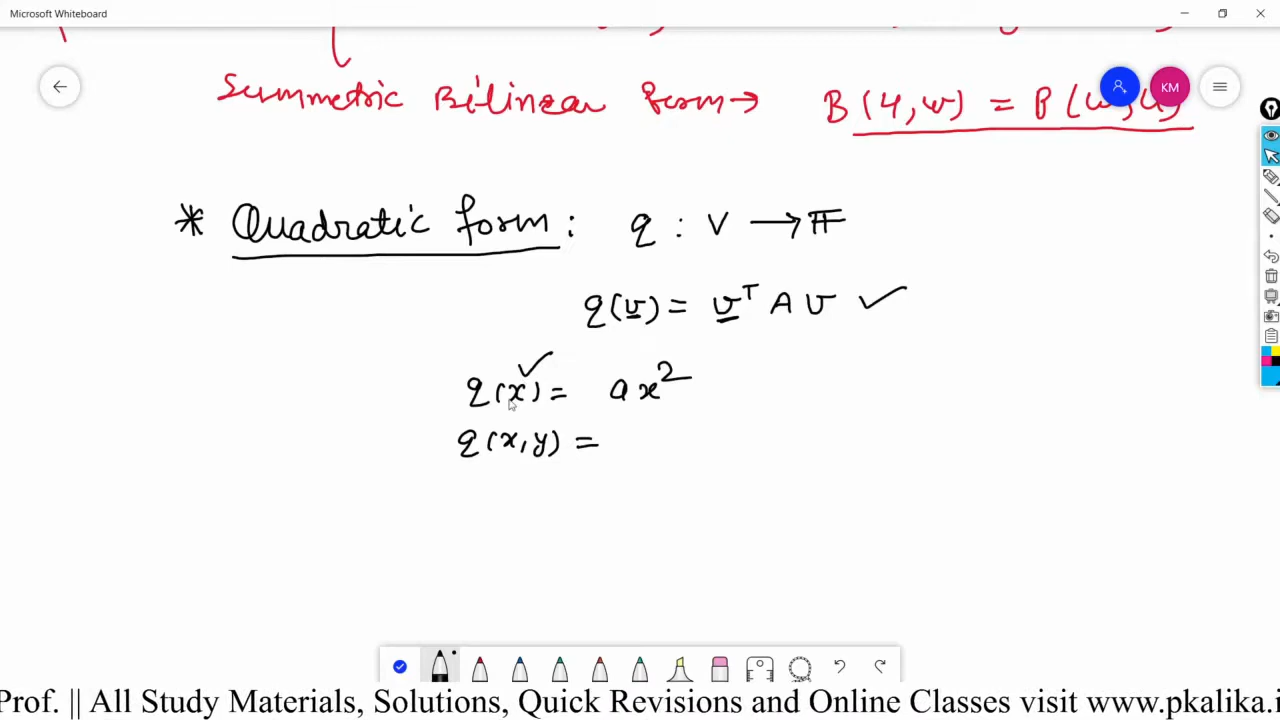 Microsoft Whiteboard
Symmetric Bilinear form → B(u,v) = B(v,u)
KM
* Quadratic form : q : V → F
q(v) = vᵀ A v ✓
q(x) = ax² ✓
q(x,y) =
Prof. || All Study Materials, Solutions, Quick Revisions and Online Classes visit www.pkalika.i